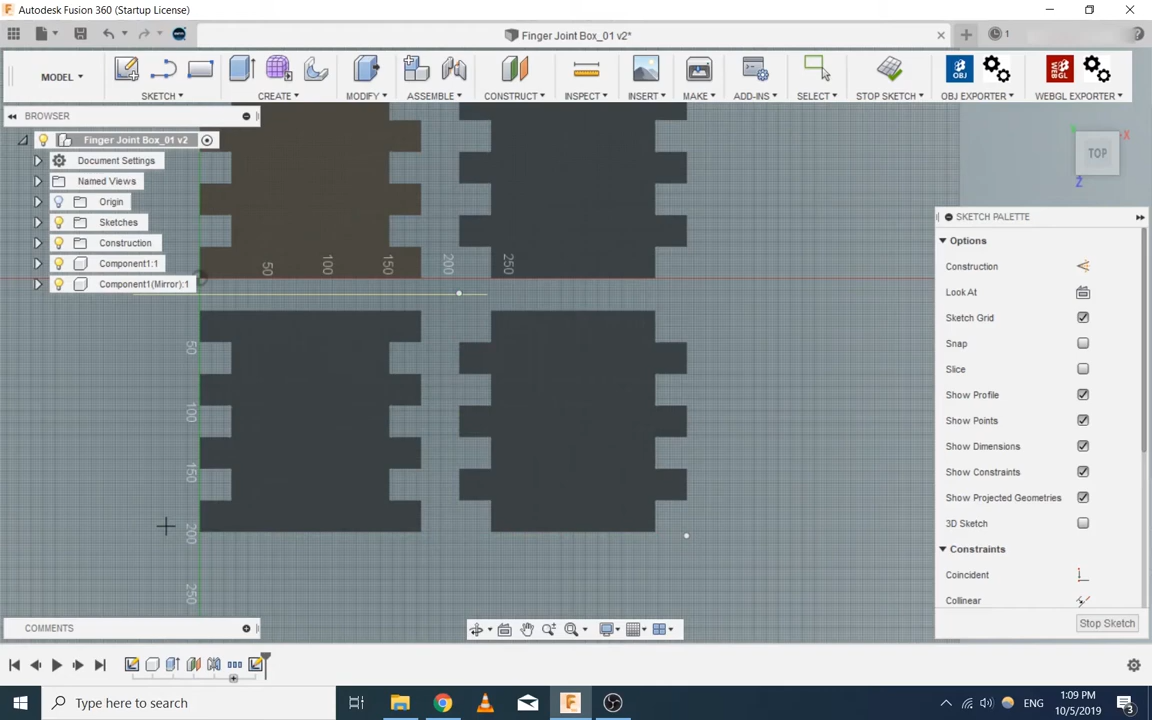 Autodesk Fusion 360 (Startup License)
Finger Joint Box_01 v2*
1
MODEL
SKETCH
CREATE
MODIFY
ASSEMBLE
CONSTRUCT
INSPECT
INSERT
MAKE
ADD-INS
SELECT
STOP SKETCH
OBJ EXPORTER
WEBGL EXPORTER
OBJ
WEBGL
BROWSER
Finger Joint Box_01 v2
Document Settings
Named Views
Origin
Sketches
Construction
Component1:1
Component1(Mirror):1
TOP
X
Z
50
100
150
200
250
50
100
150
200
250
SKETCH PALETTE
Options
Construction
Look At
Sketch Grid
Snap
Slice
Show Profile
Show Points
Show Dimensions
Show Constraints
Show Projected Geometries
3D Sketch
Constraints
Coincident
Collinear
Stop Sketch
COMMENTS
Type here to search
ENG
1:09 PM
10/5/2019
3